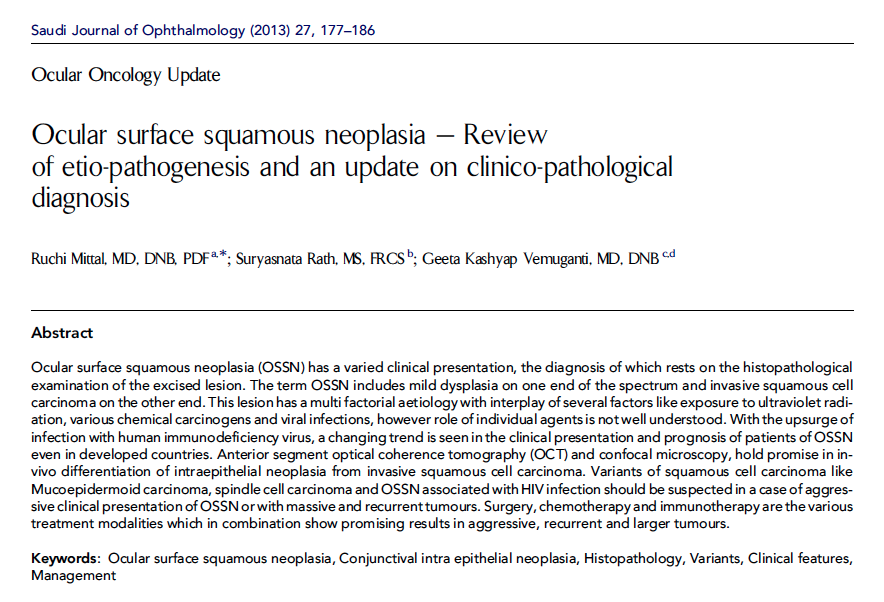 Saudi Journal of Ophthalmology (2013) 27, 177–186
Ocular Oncology Update
Ocular surface squamous neoplasia – Review
of etio-pathogenesis and an update on clinico-pathological
diagnosis
Ruchi Mittal, MD, DNB, PDF a,*; Suryasnata Rath, MS, FRCS b; Geeta Kashyap Vemuganti, MD, DNB c,d
Abstract
Ocular surface squamous neoplasia (OSSN) has a varied clinical presentation, the diagnosis of which rests on the histopathological
examination of the excised lesion. The term OSSN includes mild dysplasia on one end of the spectrum and invasive squamous cell
carcinoma on the other end. This lesion has a multi factorial aetiology with interplay of several factors like exposure to ultraviolet radi-
ation, various chemical carcinogens and viral infections, however role of individual agents is not well understood. With the upsurge of
infection with human immunodeficiency virus, a changing trend is seen in the clinical presentation and prognosis of patients of OSSN
even in developed countries. Anterior segment optical coherence tomography (OCT) and confocal microscopy, hold promise in in-
vivo differentiation of intraepithelial neoplasia from invasive squamous cell carcinoma. Variants of squamous cell carcinoma like
Mucoepidermoid carcinoma, spindle cell carcinoma and OSSN associated with HIV infection should be suspected in a case of aggres-
sive clinical presentation of OSSN or with massive and recurrent tumours. Surgery, chemotherapy and immunotherapy are the various
treatment modalities which in combination show promising results in aggressive, recurrent and larger tumours.
Keywords: Ocular surface squamous neoplasia, Conjunctival intra epithelial neoplasia, Histopathology, Variants, Clinical features,
Management